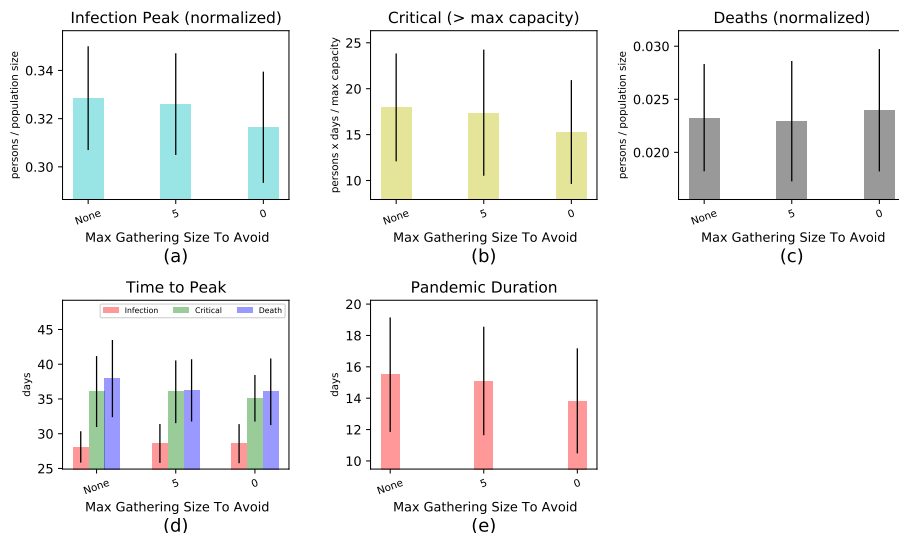 Infection Peak (normalized)
persons / population size
0.34
0.32
0.30
None
5
0
Max Gathering Size To Avoid
(a)
Critical (> max capacity)
persons x days / max capacity
25
20
15
10
None
5
0
Max Gathering Size To Avoid
(b)
Deaths (normalized)
persons / population size
0.030
0.025
0.020
None
5
0
Max Gathering Size To Avoid
(c)
Time to Peak
Infection
Critical
Death
days
45
40
35
30
25
None
5
0
Max Gathering Size To Avoid
(d)
Pandemic Duration
20
18
16
14
12
10
None
5
0
Max Gathering Size To Avoid
(e)